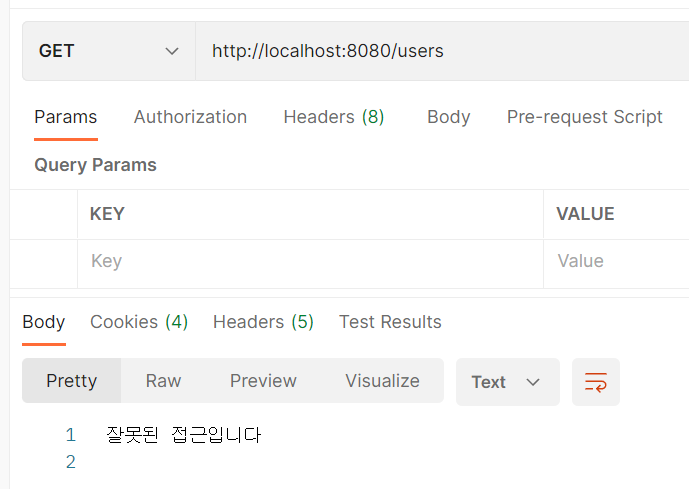 GET http://localhost:8080/users
Params Authorization Headers (8) Body Pre-request Script
Query Params
KEY VALUE
Key Value
Body Cookies (4) Headers (5) Test Results
Pretty Raw Preview Visualize Text
1 잘못된 접근입니다
2